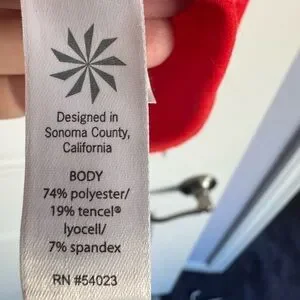 Designed in
Sonoma County,
California
BODY
74% polyester/
19% tencel®
lyocell/
7% spandex
RN #54023